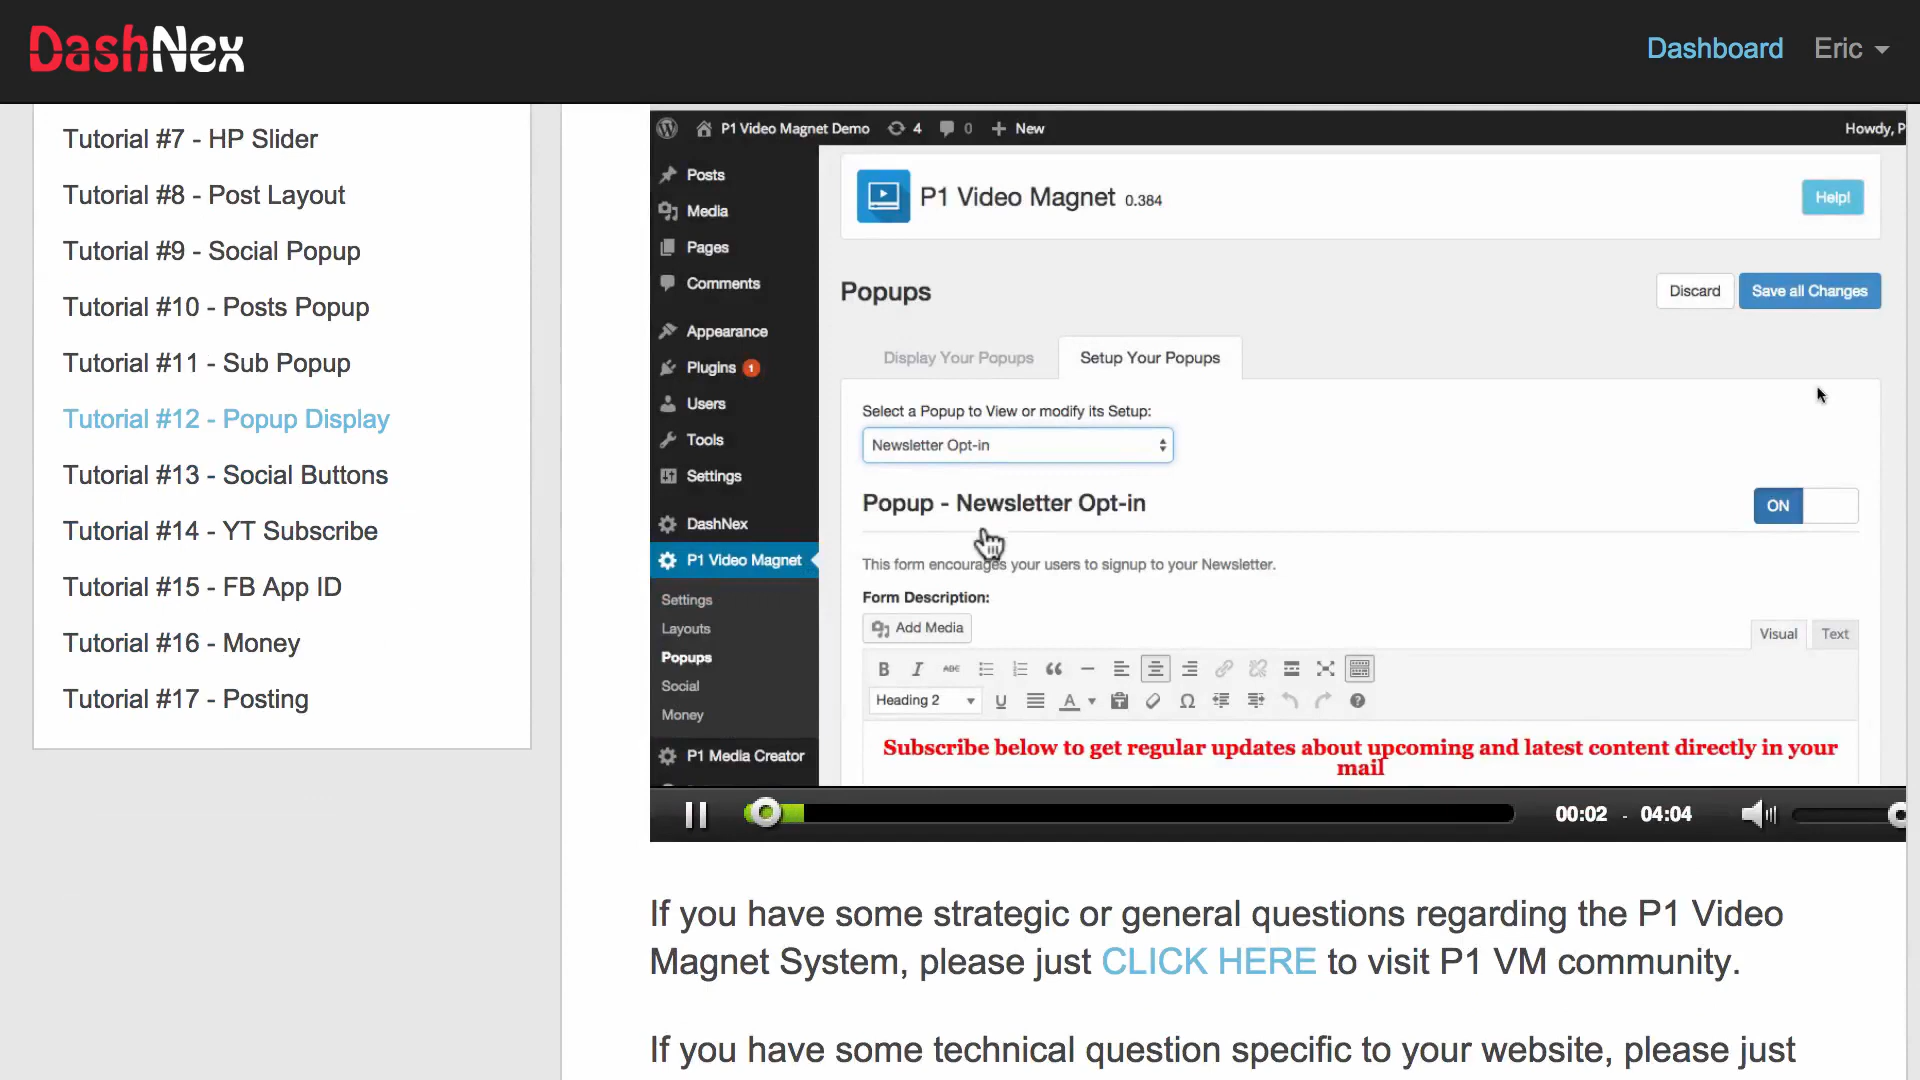 DashNex
Dashboard
Eric
Tutorial #7 - HP Slider
Tutorial #8 - Post Layout
Tutorial #9 - Social Popup
Tutorial #10 - Posts Popup
Tutorial #11 - Sub Popup
Tutorial #12 - Popup Display
Tutorial #13 - Social Buttons
Tutorial #14 - YT Subscribe
Tutorial #15 - FB App ID
Tutorial #16 - Money
Tutorial #17 - Posting
P1 Video Magnet Demo 4 0 New
Howdy, P
Posts
Media
Pages
Comments
Appearance
Plugins 1
Users
Tools
Settings
DashNex
P1 Video Magnet
Settings
Layouts
Popups
Social
Money
P1 Media Creator
P1 Video Magnet 0.384
Help!
Popups
Discard
Save all Changes
Display Your Popups
Setup Your Popups
Select a Popup to View or modify its Setup:
Newsletter Opt-in
Popup - Newsletter Opt-in
ON
This form encourages your users to signup to your Newsletter.
Form Description:
Add Media
Visual
Text
B I ABC
Heading 2 U A Ω
Subscribe below to get regular updates about upcoming and latest content directly in your
mail
00:02 - 04:04
If you have some strategic or general questions regarding the P1 Video
Magnet System, please just CLICK HERE to visit P1 VM community.
If you have some technical question specific to your website, please just